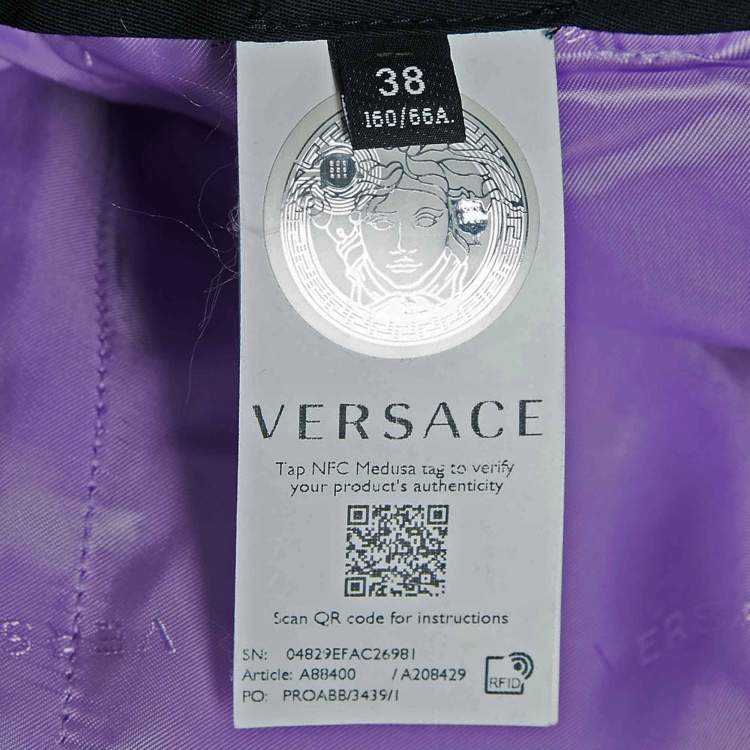 38
160/66A.
VERSACE
Tap NFC Medusa tag to verify
your product's authenticity
Scan QR code for instructions
SN: 04829EFAC26981
Article: A88400 /A208429
PO: PROABB/3439/1
RFID